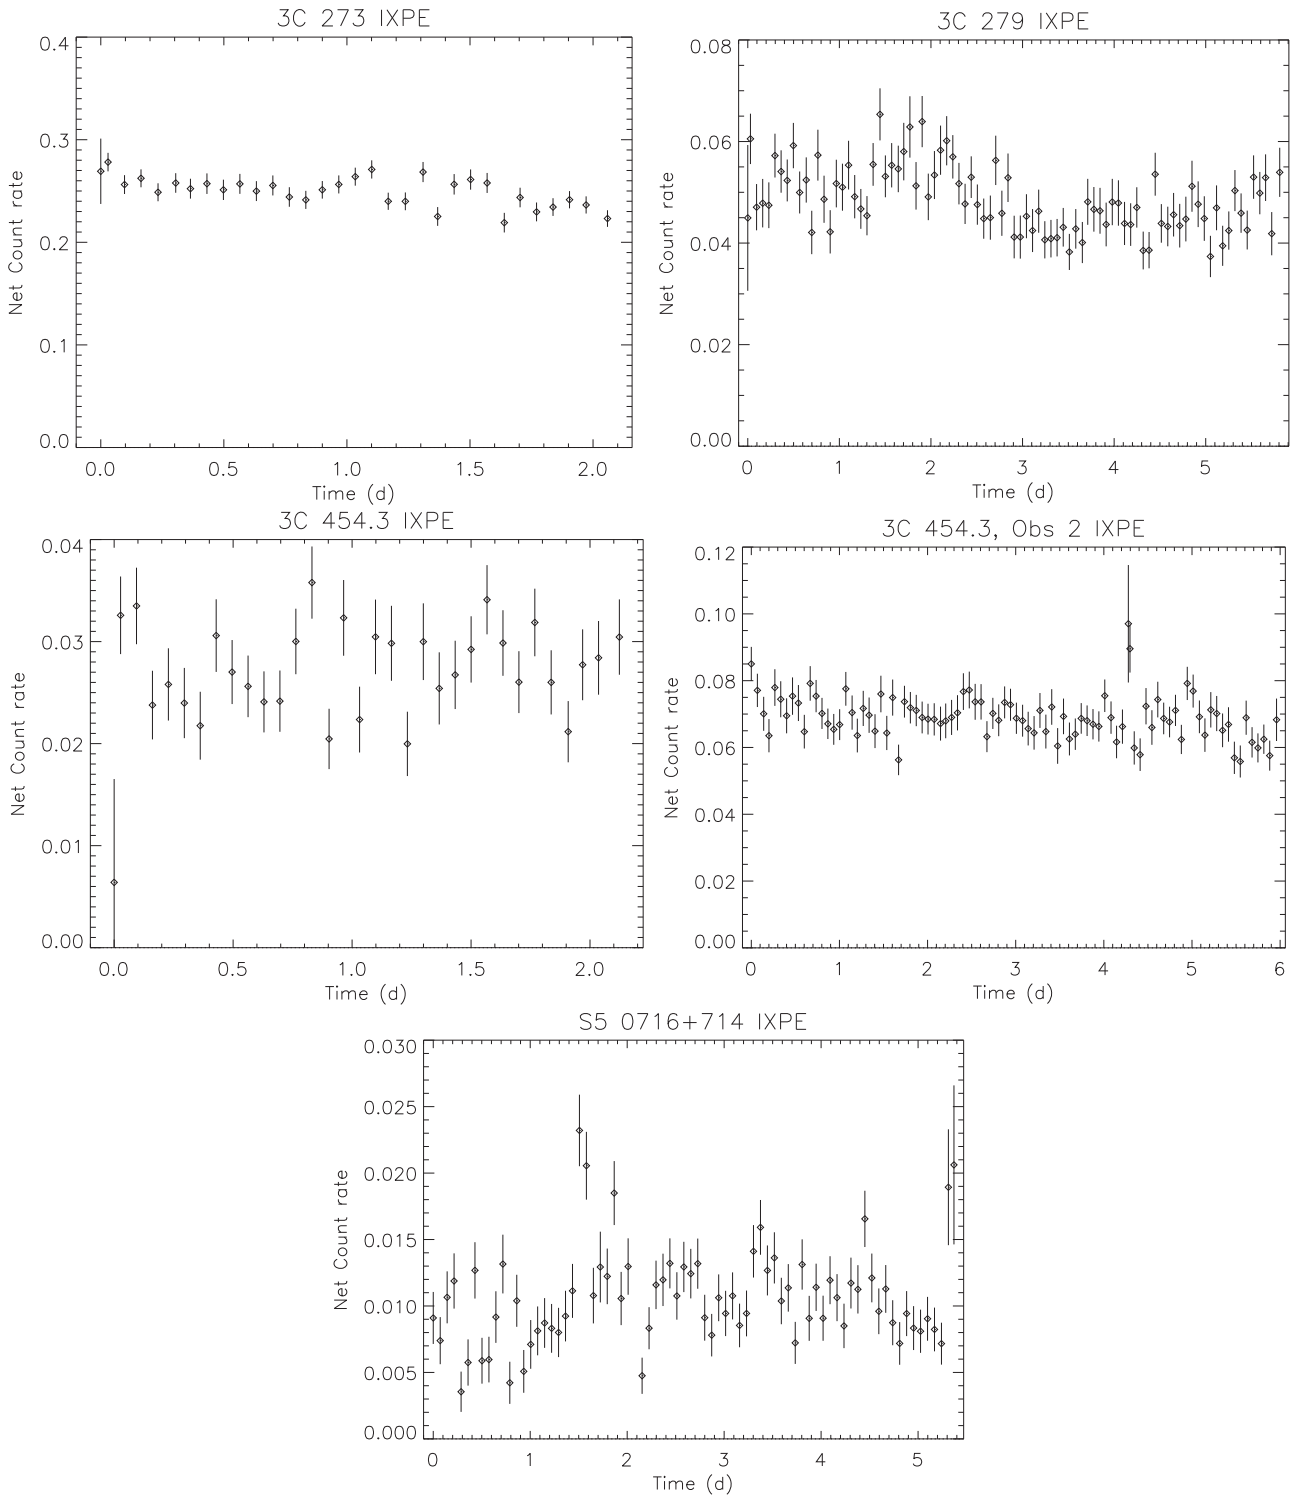 3C 273 IXPE
0.4
0.3
0.2
0.1
0.0
Net Count rate
0.0 0.5 1.0 1.5 2.0
Time (d)
3C 279 IXPE
0.08
0.06
0.04
0.02
0.00
Net Count rate
0 1 2 3 4 5
Time (d)
3C 454.3 IXPE
0.04
0.03
0.02
0.01
0.00
Net Count rate
0.0 0.5 1.0 1.5 2.0
Time (d)
3C 454.3, Obs 2 IXPE
0.12
0.10
0.08
0.06
0.04
0.02
0.00
Net Count rate
0 1 2 3 4 5 6
Time (d)
S5 0716+714 IXPE
0.030
0.025
0.020
0.015
0.010
0.005
0.000
Net Count rate
0 1 2 3 4 5
Time (d)